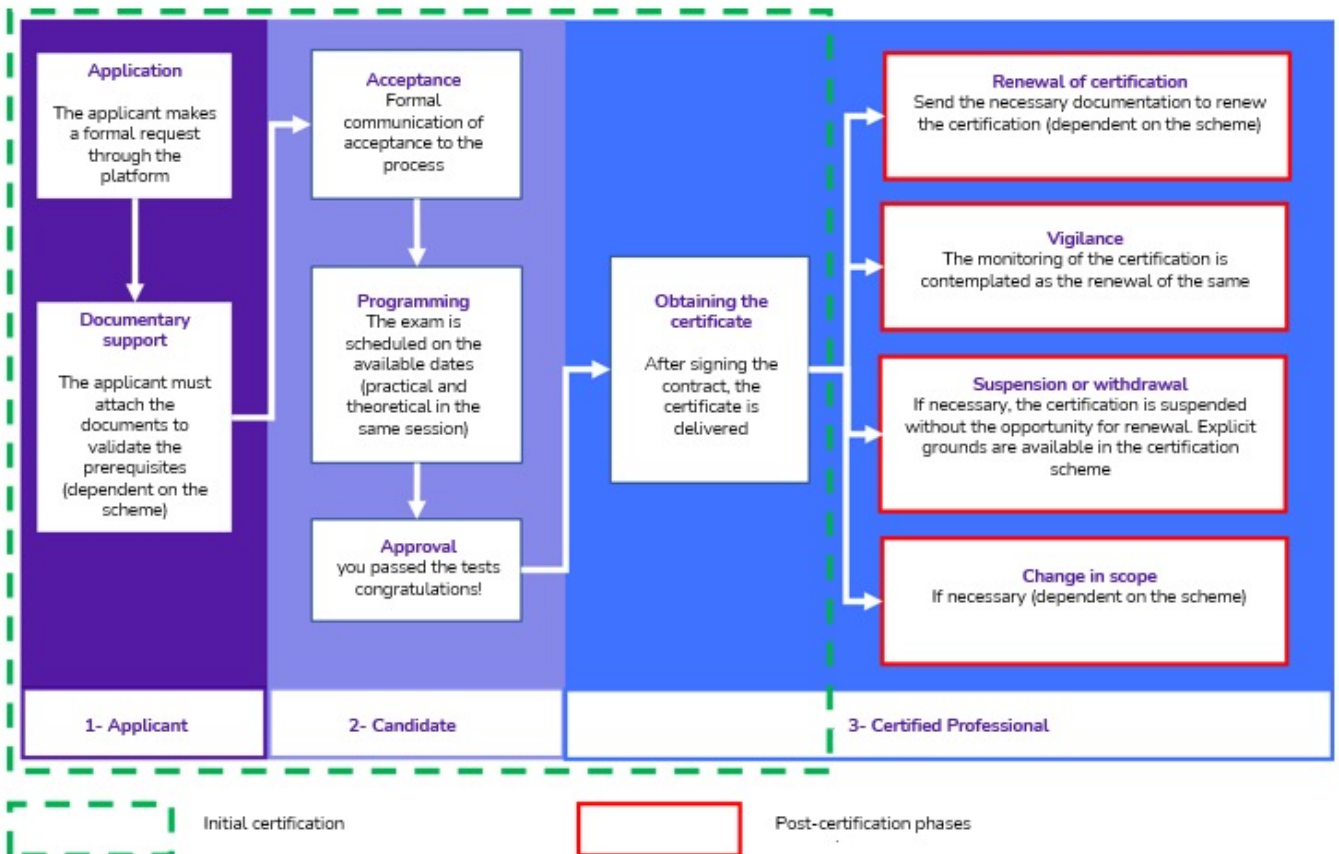 Application
The applicant makes
a formal request
through the
platform
Documentary
support
The applicant must
attach the
documents to
validate the
prerequisites
(dependent on the
scheme)
Acceptance
Formal
communication of
acceptance to the
process
Programming
The exam is
scheduled on the
available dates
(practical and
theoretical in the
same session)
Approval
you passed the tests
congratulations!
Obtaining the
certificate
After signing the
contract, the
certificate is
delivered
Renewal of certification
Send the necessary documentation to renew
the certification (dependent on the scheme)
Vigilance
The monitoring of the certification is
contemplated as the renewal of the same
Suspension or withdrawal
If necessary, the certification is suspended
without the opportunity for renewal. Explicit
grounds are available in the certification
scheme
Change in scope
If necessary (dependent on the scheme)
1- Applicant
2- Candidate
3- Certified Professional
Initial certification
Post-certification phases